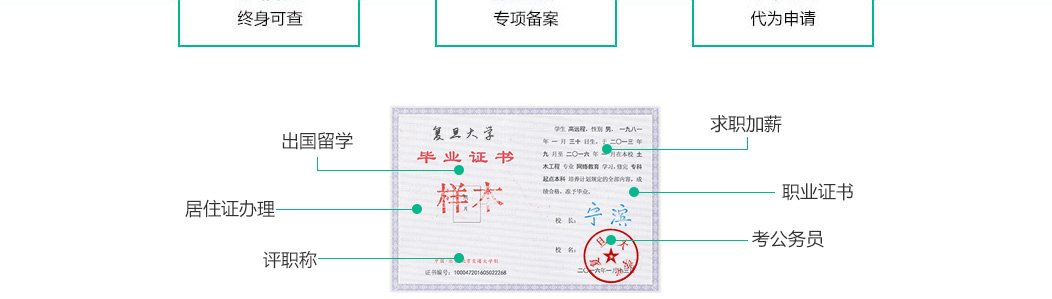 终身可查
专项备案
代为申请
出国留学
居住证办理
评职称
复旦大学
毕业证书
样本
证书编号：100047201605022268
学生 高远程，性别 男，一九八一
年 一 月 三十 日生，于 二〇一三 年
九 月至 二〇一六 年 一 月在本校 土
木工程 专业 网络教育 学习，修完 专科
起点本科 培养计划规定的全部内容，成
绩合格，准予毕业。
校 长：
宁滨
校 名：
二〇一六年一月
求职加薪
职业证书
考公务员